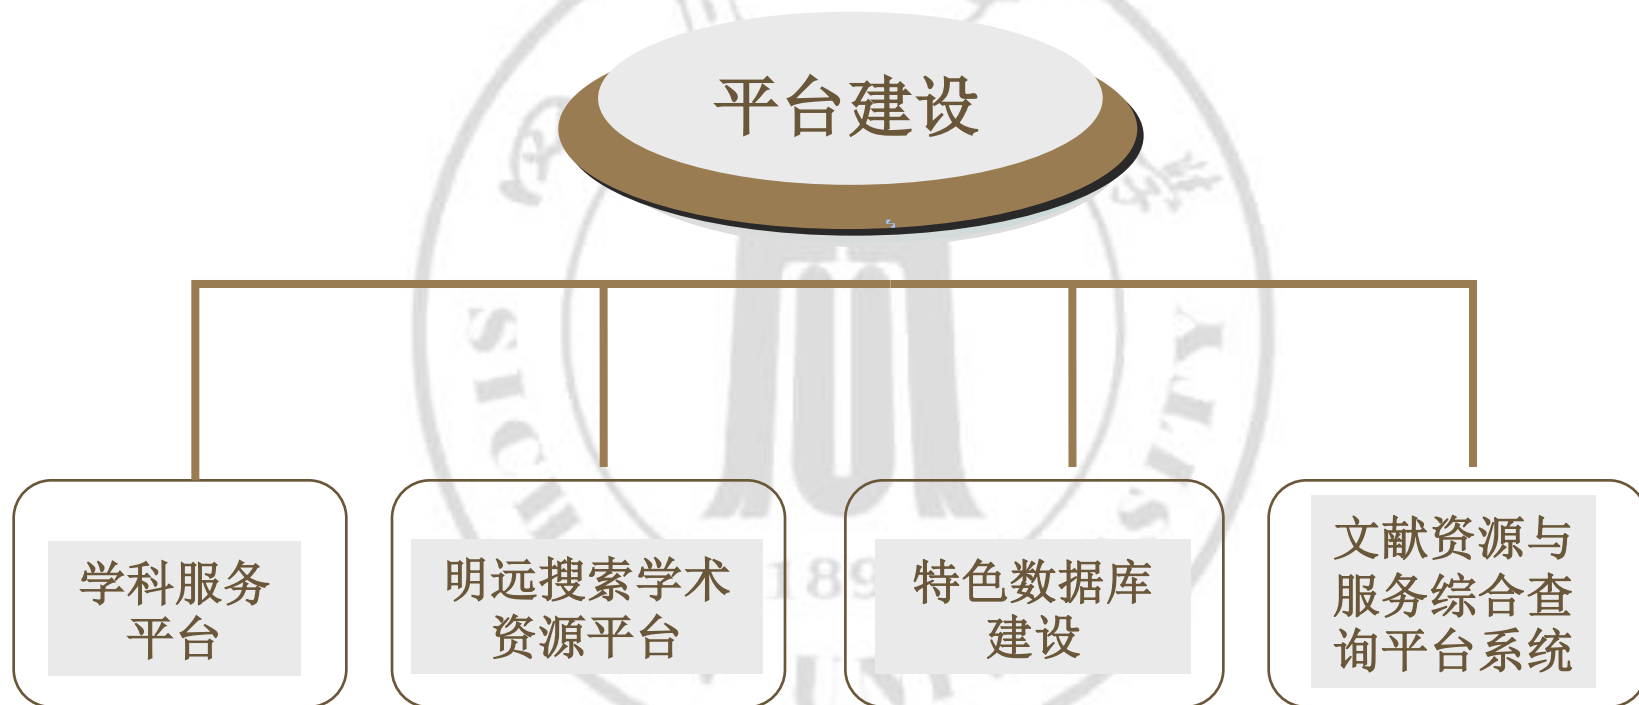 平台建设
学科服务
平台
明远搜索学术
资源平台
特色数据库
建设
文献资源与
服务综合查
询平台系统